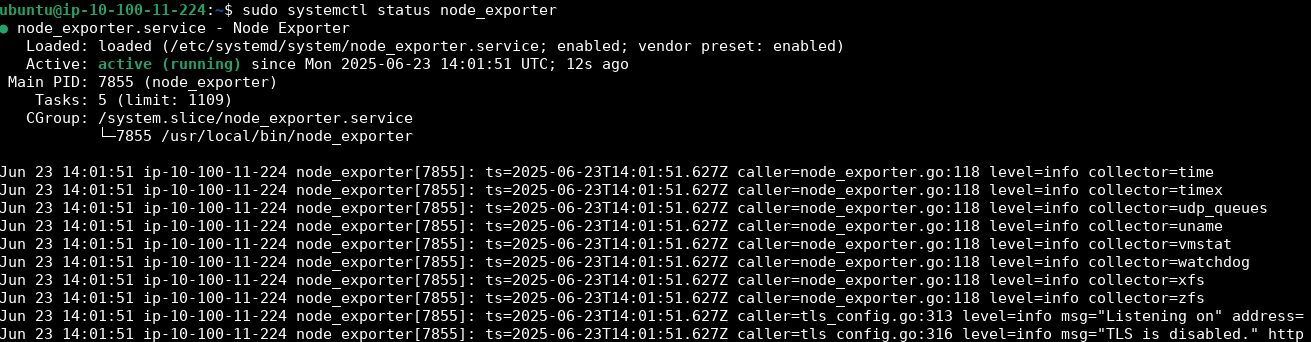 ubuntu@ip-10-100-11-224:~$ sudo systemctl status node_exporter
● node_exporter.service - Node Exporter
   Loaded: loaded (/etc/systemd/system/node_exporter.service; enabled; vendor preset: enabled)
   Active: active (running) since Mon 2025-06-23 14:01:51 UTC; 12s ago
 Main PID: 7855 (node_exporter)
    Tasks: 5 (limit: 1109)
   CGroup: /system.slice/node_exporter.service
           └─7855 /usr/local/bin/node_exporter

Jun 23 14:01:51 ip-10-100-11-224 node_exporter[7855]: ts=2025-06-23T14:01:51.627Z caller=node_exporter.go:118 level=info collector=time
Jun 23 14:01:51 ip-10-100-11-224 node_exporter[7855]: ts=2025-06-23T14:01:51.627Z caller=node_exporter.go:118 level=info collector=timex
Jun 23 14:01:51 ip-10-100-11-224 node_exporter[7855]: ts=2025-06-23T14:01:51.627Z caller=node_exporter.go:118 level=info collector=udp_queues
Jun 23 14:01:51 ip-10-100-11-224 node_exporter[7855]: ts=2025-06-23T14:01:51.627Z caller=node_exporter.go:118 level=info collector=uname
Jun 23 14:01:51 ip-10-100-11-224 node_exporter[7855]: ts=2025-06-23T14:01:51.627Z caller=node_exporter.go:118 level=info collector=vmstat
Jun 23 14:01:51 ip-10-100-11-224 node_exporter[7855]: ts=2025-06-23T14:01:51.627Z caller=node_exporter.go:118 level=info collector=watchdog
Jun 23 14:01:51 ip-10-100-11-224 node_exporter[7855]: ts=2025-06-23T14:01:51.627Z caller=node_exporter.go:118 level=info collector=xfs
Jun 23 14:01:51 ip-10-100-11-224 node_exporter[7855]: ts=2025-06-23T14:01:51.627Z caller=node_exporter.go:118 level=info collector=zfs
Jun 23 14:01:51 ip-10-100-11-224 node_exporter[7855]: ts=2025-06-23T14:01:51.627Z caller=tls_config.go:313 level=info msg="Listening on" address=
Jun 23 14:01:51 ip-10-100-11-224 node_exporter[7855]: ts=2025-06-23T14:01:51.627Z caller=tls_config.go:316 level=info msg="TLS is disabled." http